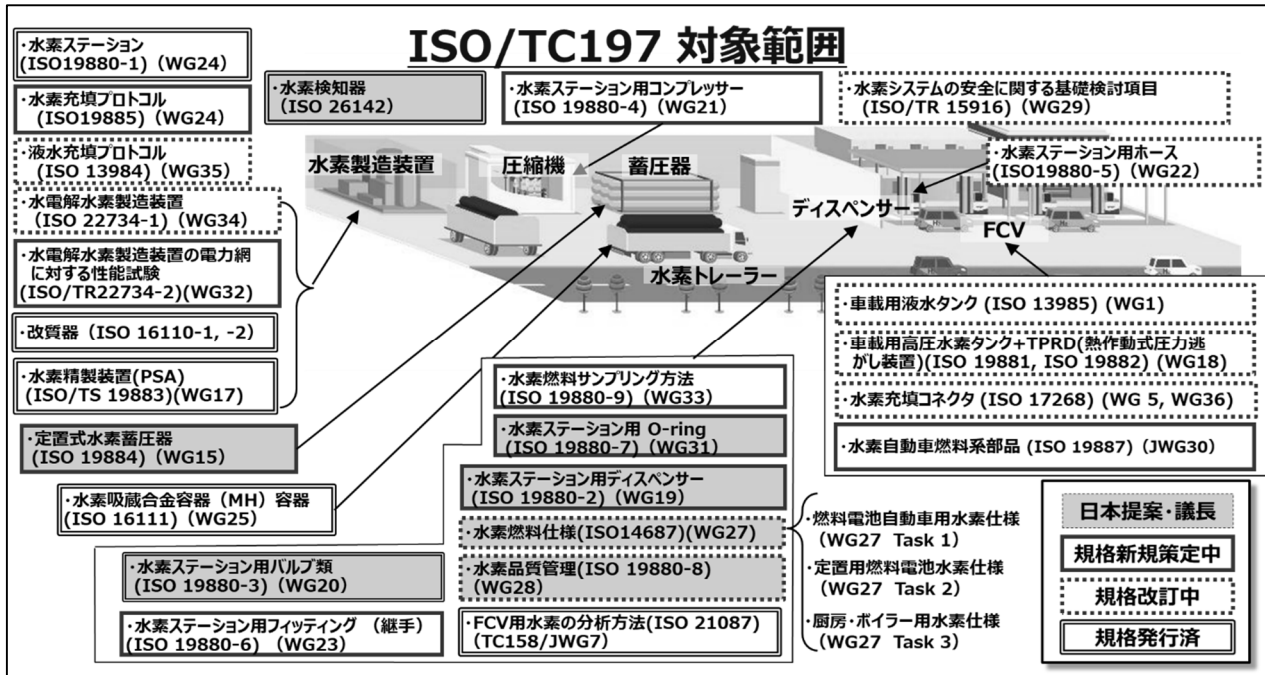 ISO/TC197 対象範囲
・水素ステーション
(ISO19880-1) (WG24)
・水素充填プロトコル
(ISO19885) (WG24)
・液水充填プロトコル
(ISO 13984) (WG35)
・水電解水素製造装置
(ISO 22734-1) (WG34)
・水電解水素製造装置の電力網
に対する性能試験
(ISO/TR22734-2)(WG32)
・改質器 (ISO 16110-1, -2)
・水素精製装置(PSA)
(ISO/TS 19883)(WG17)
・定置式水素蓄圧器
(ISO 19884) (WG15)
・水素吸蔵合金容器(MH)容器
(ISO 16111) (WG25)
・水素検知器
(ISO 26142)
・水素ステーション用コンプレッサー
(ISO 19880-4) (WG21)
・水素システムの安全に関する基礎検討項目
(ISO/TR 15916) (WG29)
・水素ステーション用ホース
(ISO19880-5) (WG22)
水素製造装置
圧縮機
蓄圧器
ディスペンサー
FCV
水素トレーラー
・車載用液水タンク (ISO 13985) (WG1)
・車載用高圧水素タンク+TPRD(熱作動式圧力逃
がし装置)(ISO 19881, ISO 19882) (WG18)
・水素充填コネクタ (ISO 17268) (WG 5, WG36)
・水素自動車燃料系部品 (ISO 19887) (JWG30)
・水素燃料サンプリング方法
(ISO 19880-9) (WG33)
・水素ステーション用 O-ring
(ISO 19880-7) (WG31)
・水素ステーション用ディスペンサー
(ISO 19880-2) (WG19)
・水素燃料仕様(ISO14687)(WG27)
・水素品質管理(ISO 19880-8)
(WG28)
・FCV用水素の分析方法(ISO 21087)
(TC158/JWG7)
・水素ステーション用バルブ類
(ISO 19880-3) (WG20)
・水素ステーション用フィッティング (継手)
(ISO 19880-6) (WG23)
・燃料電池自動車用水素仕様
(WG27 Task 1)
・定置用燃料電池水素仕様
(WG27 Task 2)
・厨房・ボイラー用水素仕様
(WG27 Task 3)
日本提案・議長
規格新規策定中
規格改訂中
規格発行済